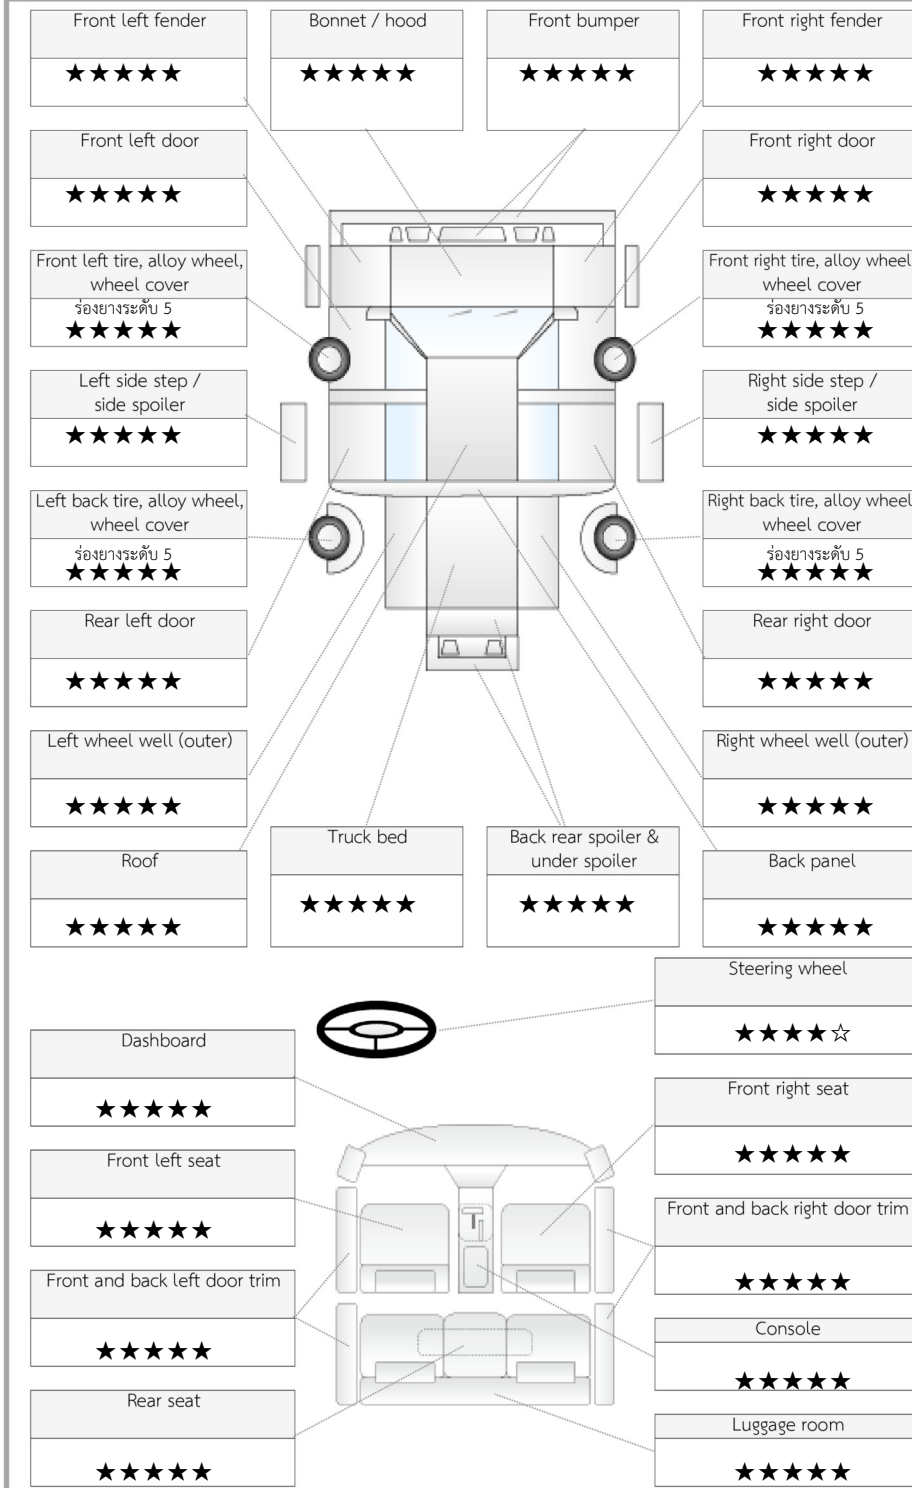 Front left fender
★★★★★
Bonnet / hood
★★★★★
Front bumper
★★★★★
Front right fender
★★★★★
Front left door
★★★★★
Front right door
★★★★★
Front left tire, alloy wheel,
wheel cover
ร่องยางระดับ 5
★★★★★
Front right tire, alloy wheel
wheel cover
ร่องยางระดับ 5
★★★★★
Left side step /
side spoiler
★★★★★
Right side step /
side spoiler
★★★★★
Left back tire, alloy wheel,
wheel cover
ร่องยางระดับ 5
★★★★★
Right back tire, alloy wheel
wheel cover
ร่องยางระดับ 5
★★★★★
Rear left door
★★★★★
Rear right door
★★★★★
Left wheel well (outer)
★★★★★
Right wheel well (outer)
★★★★★
Roof
★★★★★
Truck bed
★★★★★
Back rear spoiler &
under spoiler
★★★★★
Back panel
★★★★★
Steering wheel
★★★★☆
Dashboard
★★★★★
Front right seat
★★★★★
Front left seat
★★★★★
Front and back right door trim
★★★★★
Front and back left door trim
★★★★★
Console
★★★★★
Rear seat
★★★★★
Luggage room
★★★★★